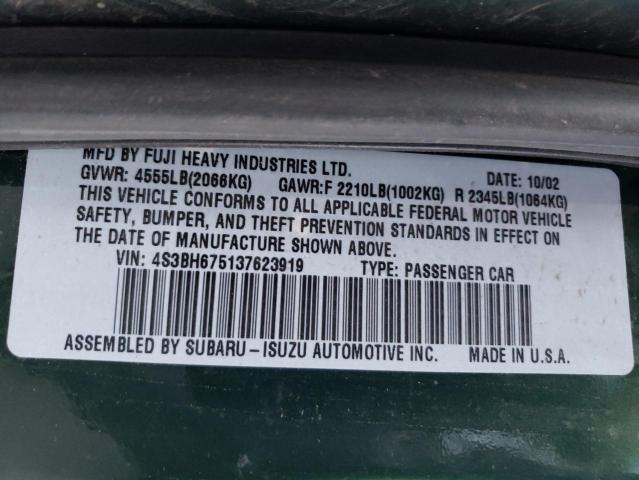 MFD BY FUJI HEAVY INDUSTRIES LTD. DATE: 10/02
GVWR: 4555LB(2066KG) GAWR:F 2210LB(1002KG) R 2345LB(1064KG)
THIS VEHICLE CONFORMS TO ALL APPLICABLE FEDERAL MOTOR VEHICLE
SAFETY, BUMPER, AND THEFT PREVENTION STANDARDS IN EFFECT ON
THE DATE OF MANUFACTURE SHOWN ABOVE.
VIN: 4S3BH675137623919 TYPE: PASSENGER CAR
ASSEMBLED BY SUBARU-ISUZU AUTOMOTIVE INC. MADE IN U.S.A.